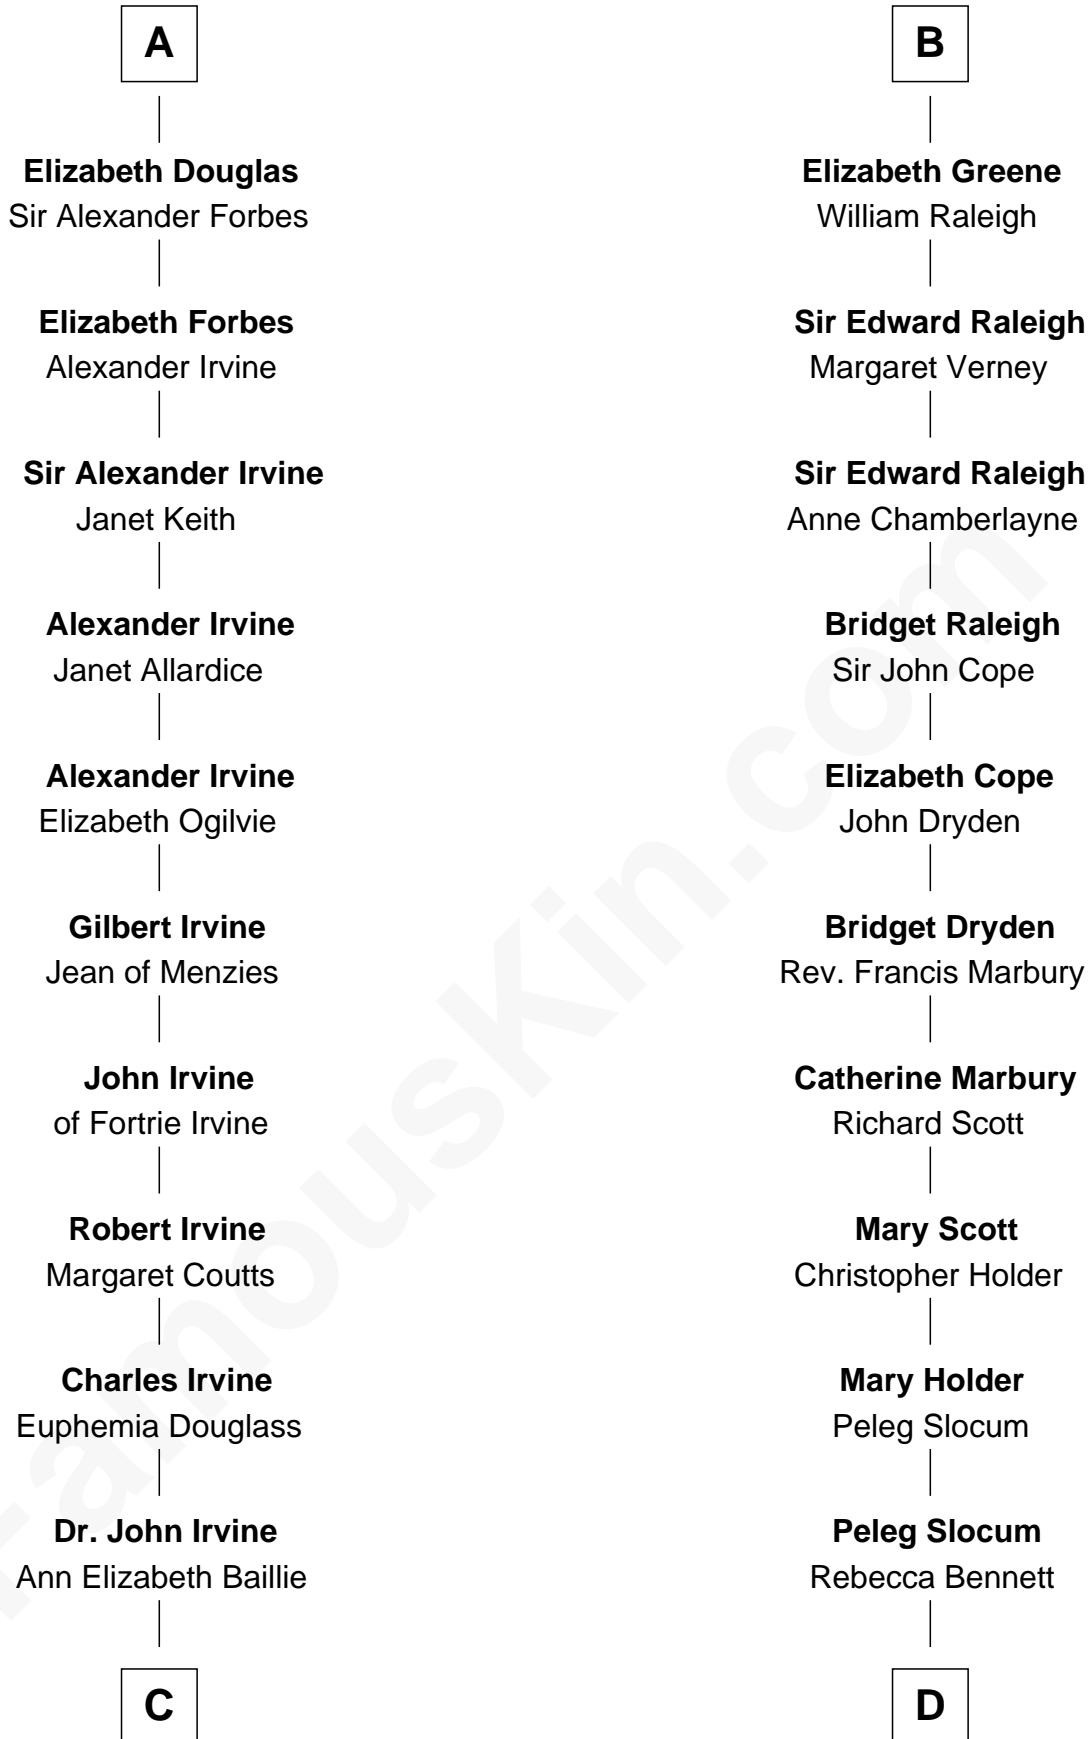 A
Elizabeth Douglas
Sir Alexander Forbes
Elizabeth Forbes
Alexander Irvine
Sir Alexander Irvine
Janet Keith
Alexander Irvine
Janet Allardice
Alexander Irvine
Elizabeth Ogilvie
Gilbert Irvine
Jean of Menzies
John Irvine
of Fortrie Irvine
Robert Irvine
Margaret Coutts
Charles Irvine
Euphemia Douglass
Dr. John Irvine
Ann Elizabeth Baillie
C
B
Elizabeth Greene
William Raleigh
Sir Edward Raleigh
Margaret Verney
Sir Edward Raleigh
Anne Chamberlayne
Bridget Raleigh
Sir John Cope
Elizabeth Cope
John Dryden
Bridget Dryden
Rev. Francis Marbury
Catherine Marbury
Richard Scott
Mary Scott
Christopher Holder
Mary Holder
Peleg Slocum
Peleg Slocum
Rebecca Bennett
D
FamousKin.com